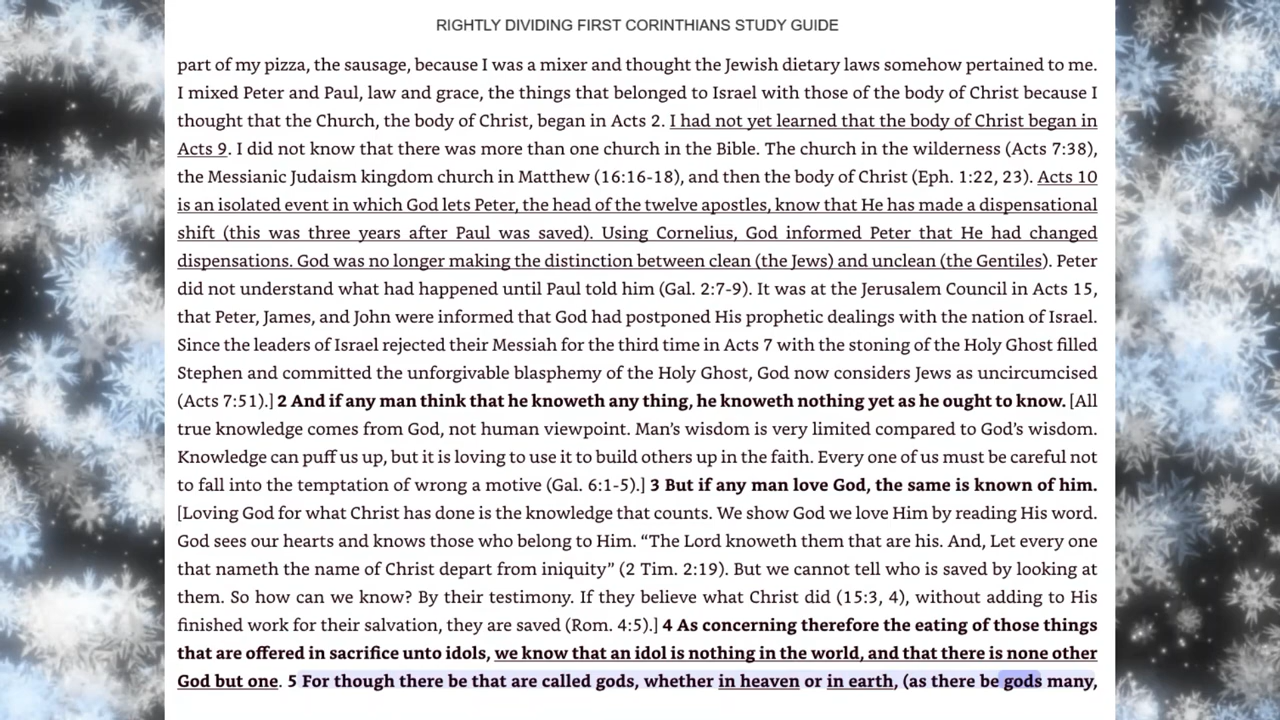 RIGHTLY DIVIDING FIRST CORINTHIANS STUDY GUIDE
part of my pizza, the sausage, because I was a mixer and thought the Jewish dietary laws somehow pertained to me.
I mixed Peter and Paul, law and grace, the things that belonged to Israel with those of the body of Christ because I
thought that the Church, the body of Christ, began in Acts 2. I had not yet learned that the body of Christ began in
Acts 9. I did not know that there was more than one church in the Bible. The church in the wilderness (Acts 7:38),
the Messianic Judaism kingdom church in Matthew (16:16-18), and then the body of Christ (Eph. 1:22, 23). Acts 10
is an isolated event in which God lets Peter, the head of the twelve apostles, know that He has made a dispensational
shift (this was three years after Paul was saved). Using Cornelius, God informed Peter that He had changed
dispensations. God was no longer making the distinction between clean (the Jews) and unclean (the Gentiles). Peter
did not understand what had happened until Paul told him (Gal. 2:7-9). It was at the Jerusalem Council in Acts 15,
that Peter, James, and John were informed that God had postponed His prophetic dealings with the nation of Israel.
Since the leaders of Israel rejected their Messiah for the third time in Acts 7 with the stoning of the Holy Ghost filled
Stephen and committed the unforgivable blasphemy of the Holy Ghost, God now considers Jews as uncircumcised
(Acts 7:51).] 2 And if any man think that he knoweth any thing, he knoweth nothing yet as he ought to know. [All
true knowledge comes from God, not human viewpoint. Man's wisdom is very limited compared to God's wisdom.
Knowledge can puff us up, but it is loving to use it to build others up in the faith. Every one of us must be careful not
to fall into the temptation of wrong a motive (Gal. 6:1-5).] 3 But if any man love God, the same is known of him.
[Loving God for what Christ has done is the knowledge that counts. We show God we love Him by reading His word.
God sees our hearts and knows those who belong to Him. “The Lord knoweth them that are his. And, Let every one
that nameth the name of Christ depart from iniquity” (2 Tim. 2:19). But we cannot tell who is saved by looking at
them. So how can we know? By their testimony. If they believe what Christ did (15:3, 4), without adding to His
finished work for their salvation, they are saved (Rom. 4:5).] 4 As concerning therefore the eating of those things
that are offered in sacrifice unto idols, we know that an idol is nothing in the world, and that there is none other
God but one. 5 For though there be that are called gods, whether in heaven or in earth, (as there be gods many,